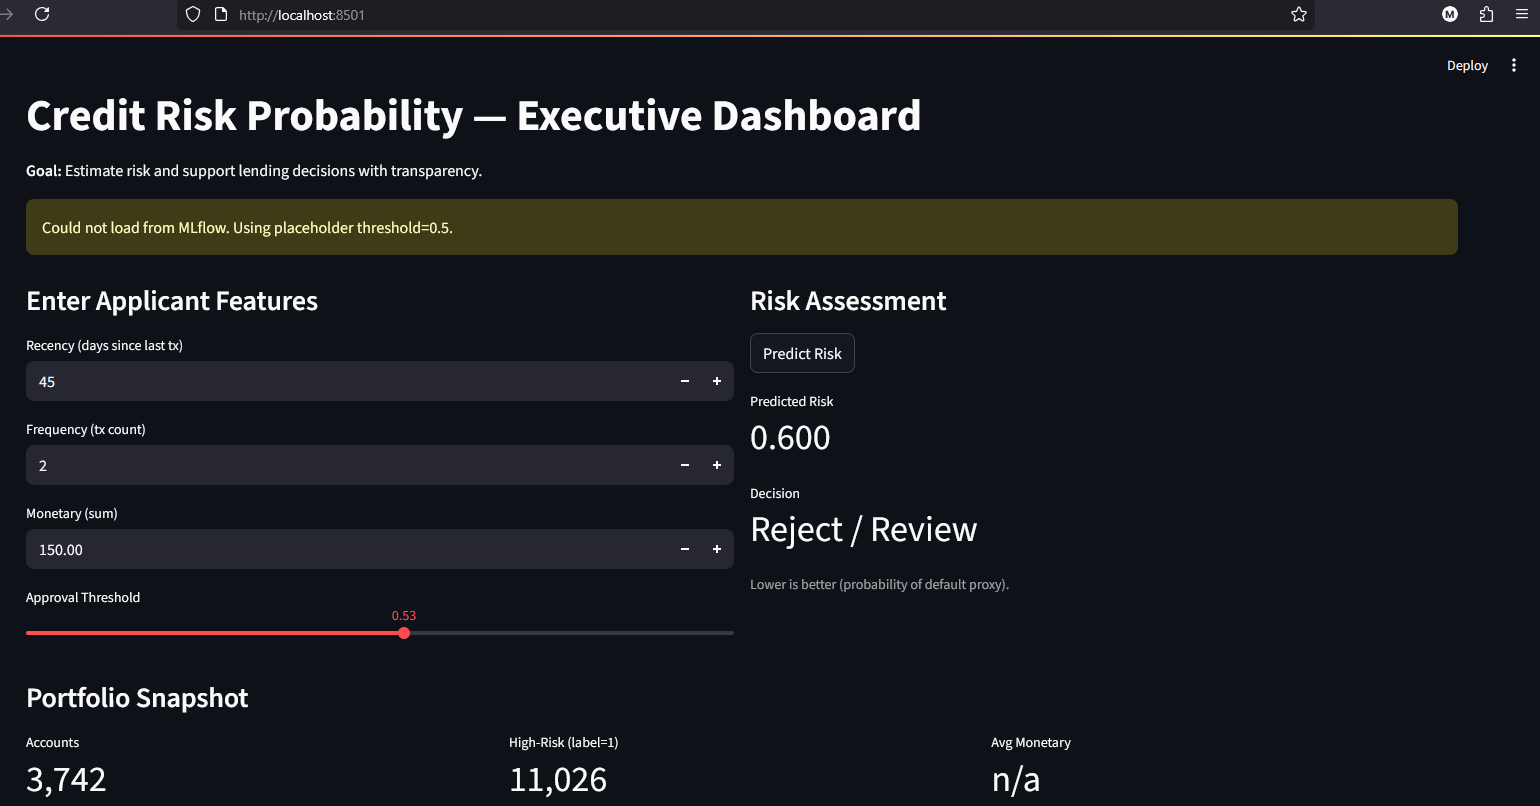 http://localhost:8501
M
Deploy
Credit Risk Probability — Executive Dashboard
Goal: Estimate risk and support lending decisions with transparency.
Could not load from MLflow. Using placeholder threshold=0.5.
Enter Applicant Features
Recency (days since last tx)
45
Frequency (tx count)
2
Monetary (sum)
150.00
Approval Threshold
0.53
Risk Assessment
Predict Risk
Predicted Risk
0.600
Decision
Reject / Review
Lower is better (probability of default proxy).
Portfolio Snapshot
Accounts
3,742
High-Risk (label=1)
11,026
Avg Monetary
n/a